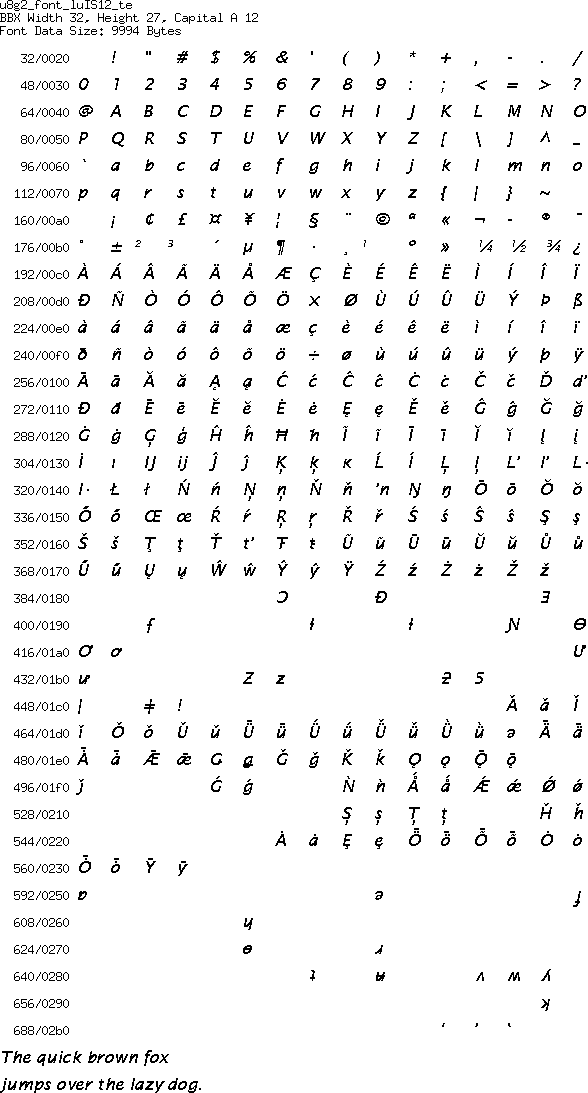 u8g2_font_luIS12_te
BBX Width 32, Height 27, Capital A 12
Font Data Size: 9994 Bytes
32/0020 ! " # $ % & ' ( ) * + , - . /
48/0030 0 1 2 3 4 5 6 7 8 9 : ; < = > ?
64/0040 @ A B C D E F G H I J K L M N O
80/0050 P Q R S T U V W X Y Z [ \ ] ^ _
96/0060 ` a b c d e f g h i j k l m n o
112/0070 p q r s t u v w x y z { | } ~
160/00a0 ¡ ¢ £ ¤ ¥ ¦ § ¨ © ª « ¬ - ® ¯
176/00b0 ° ± ² ³ ´ µ ¶ · ¸ ¹ º » ¼ ½ ¾ ¿
192/00c0 À Á Â Ã Ä Å Æ Ç È É Ê Ë Ì Í Î Ï
208/00d0 Ð Ñ Ò Ó Ô Õ Ö × Ø Ù Ú Û Ü Ý Þ ß
224/00e0 à á â ã ä å æ ç è é ê ë ì í î ï
240/00f0 ð ñ ò ó ô õ ö ÷ ø ù ú û ü ý þ ÿ
256/0100 Ā ā Ă ă Ą ą Ć ć Ĉ ĉ Ċ ċ Č č Ď ď
272/0110 Đ đ Ē ē Ĕ ĕ Ė ė Ę ę Ě ě Ĝ ĝ Ğ ğ
288/0120 Ġ ġ Ģ ģ Ĥ ĥ Ħ ħ Ĩ ĩ Ī ī Ĭ ĭ Į į
304/0130 İ ı Ĳ ĳ Ĵ ĵ Ķ ķ ĸ Ĺ ĺ Ļ ļ Ľ ľ Ŀ
320/0140 ŀ Ł ł Ń ń Ņ ņ Ň ň ŉ Ŋ ŋ Ō ō Ŏ ŏ
336/0150 Ő ő Œ œ Ŕ ŕ Ŗ ŗ Ř ř Ś ś Ŝ ŝ Ş ş
352/0160 Š š Ţ ţ Ť ť Ŧ ŧ Ũ ũ Ū ū Ŭ ŭ Ů ů
368/0170 Ű ű Ų ų Ŵ ŵ Ŷ ŷ Ÿ Ź ź Ż ż Ž ž
384/0180 Ɔ Ɖ Ǝ
400/0190 ƒ ƚ Ɲ Ɵ
416/01a0 Ơ ơ Ư
432/01b0 ư Ƶ ƶ ƻ Ƽ
448/01c0 ǀ ǂ ǃ Ǎ ǎ Ǐ
464/01d0 ǐ Ǒ ǒ Ǔ ǔ Ǖ ǖ Ǘ ǘ Ǚ ǚ Ǜ ǜ ǝ Ǟ ǟ
480/01e0 Ǡ ǡ Ǣ ǣ Ǥ ǥ Ǧ ǧ Ǩ ǩ Ǫ ǫ Ǭ ǭ
496/01f0 ǰ Ǵ ǵ Ǹ ǹ Ǻ ǻ Ǽ ǽ Ǿ ǿ
528/0210 Ș ș Ț ț Ȟ ȟ
544/0220 Ȧ ȧ Ȩ ȩ Ȫ ȫ Ȭ ȭ Ȯ ȯ
560/0230 Ȱ ȱ Ȳ ȳ
592/0250 ɐ ə ɟ
608/0260 ɥ
624/0270 ɵ ɹ
640/0280 ʇ ʉ ʌ ʍ ʎ
656/0290 ʞ
688/02b0 ʻ ʼ ʽ
The quick brown fox
jumps over the lazy dog.